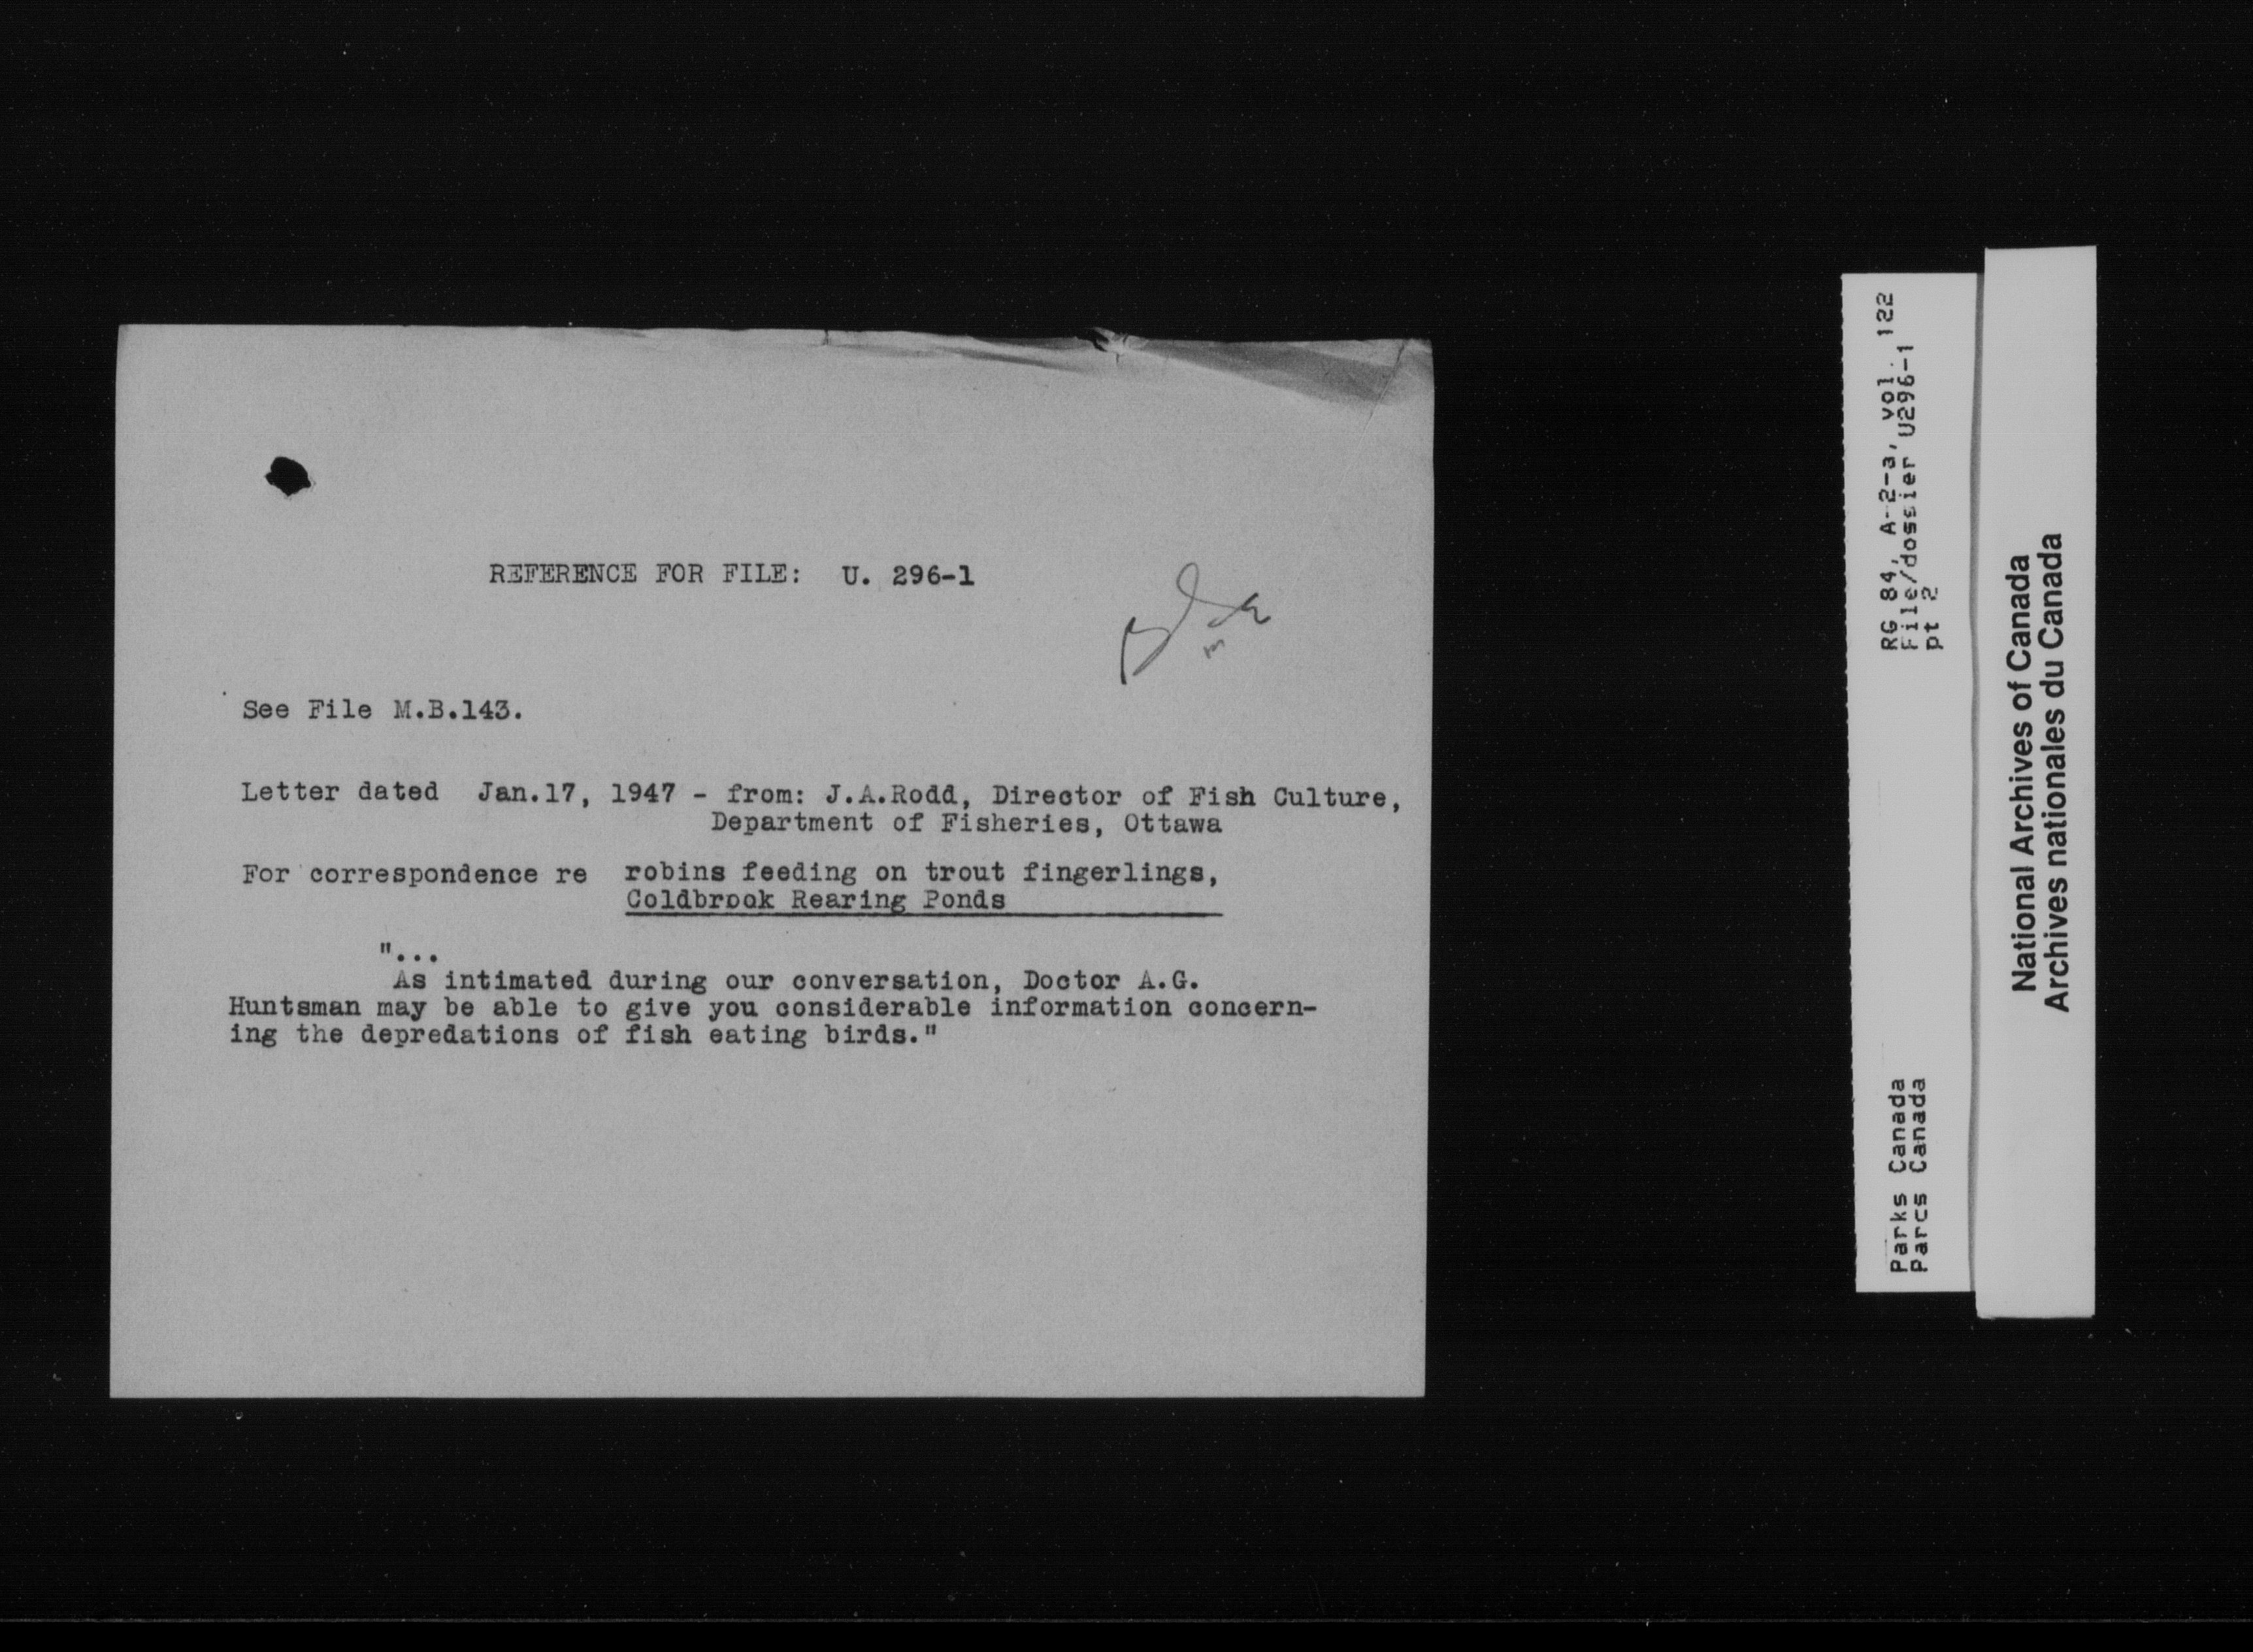 REFERENCE FOR FILE: U. 296-1
See File M.B.143.
Letter dated Jan.17, 1947 - from: J.A.Rodd, Director of Fish Culture,
Department of Fisheries, Ottawa
For correspondence re robins feeding on trout fingerlings,
Coldbrook Rearing Ponds
"...
As intimated during our conversation, Doctor A.G.
Huntsman may be able to give you considerable information concern-
ing the depredations of fish eating birds."
RG 84, A-2-a, vol. 122
File/dossier U296-1
pt 2
Parks Canada
Parcs Canada
National Archives of Canada
Archives nationales du Canada